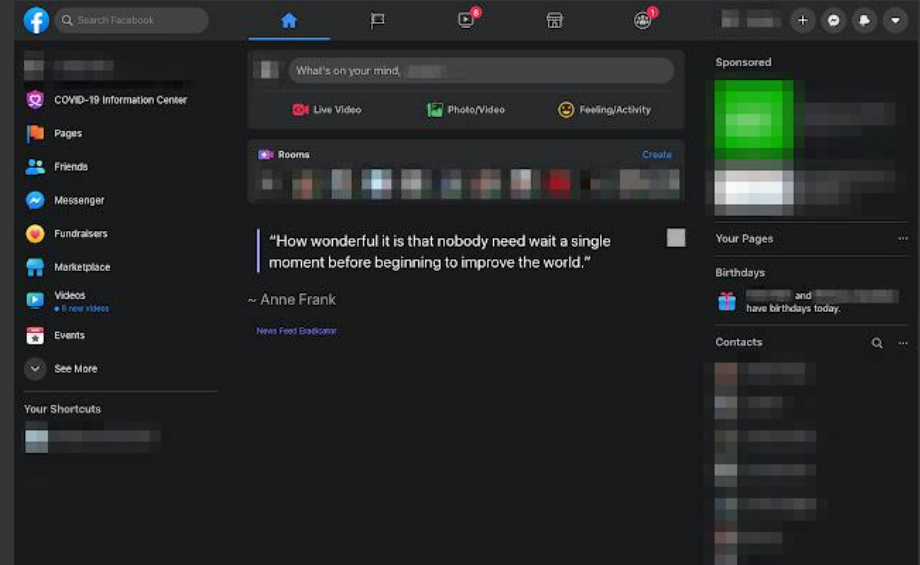 Search Facebook
8
1
COVID-19 Information Center
Pages
Friends
Messenger
Fundraisers
Marketplace
Videos
8 new videos
Events
See More
Your Shortcuts
What's on your mind,
Live Video
Photo/Video
Feeling/Activity
Rooms
Create
“How wonderful it is that nobody need wait a single
moment before beginning to improve the world.”
~ Anne Frank
News Feed Eradicator
Sponsored
Your Pages
Birthdays
and
have birthdays today.
Contacts